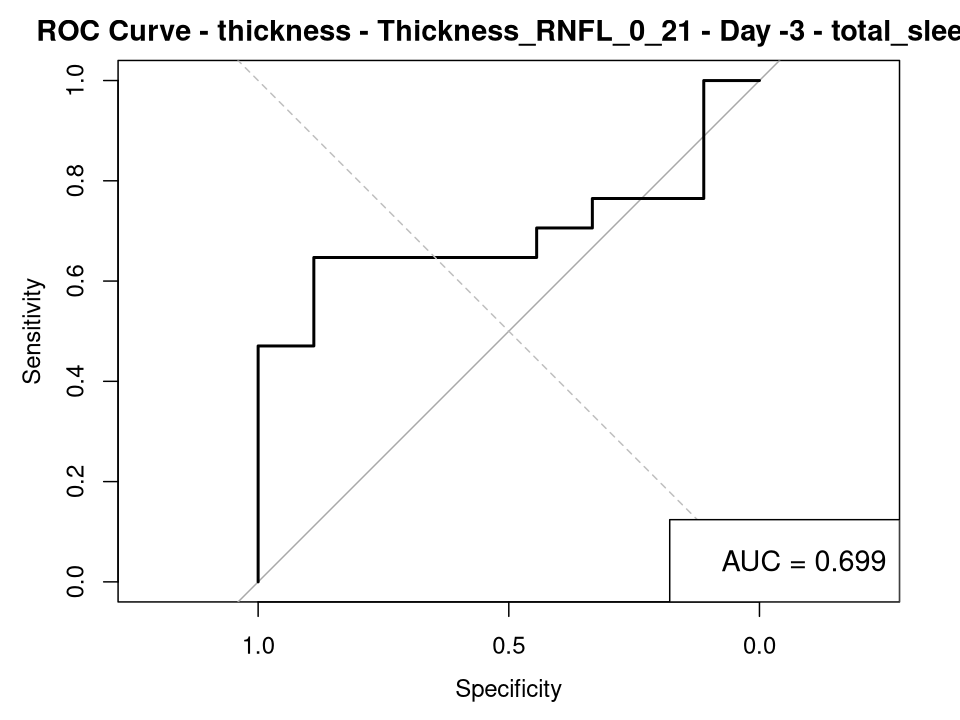 ROC Curve - thickness - Thickness_RNFL_0_21 - Day -3 - total_slee
1.0
0.8
0.6
0.4
0.2
0.0
Sensitivity
AUC = 0.699
1.0 0.5 0.0
Specificity